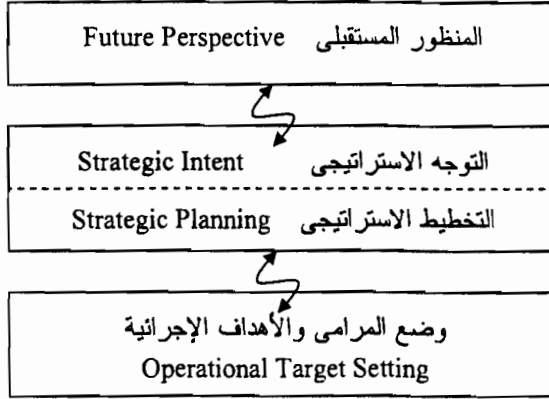 المنظور المستقبلى Future Perspective
التوجه الاستراتيجى Strategic Intent
التخطيط الاستراتيجى Strategic Planning
وضع المرامى والأهداف الإجرائية
Operational Target Setting